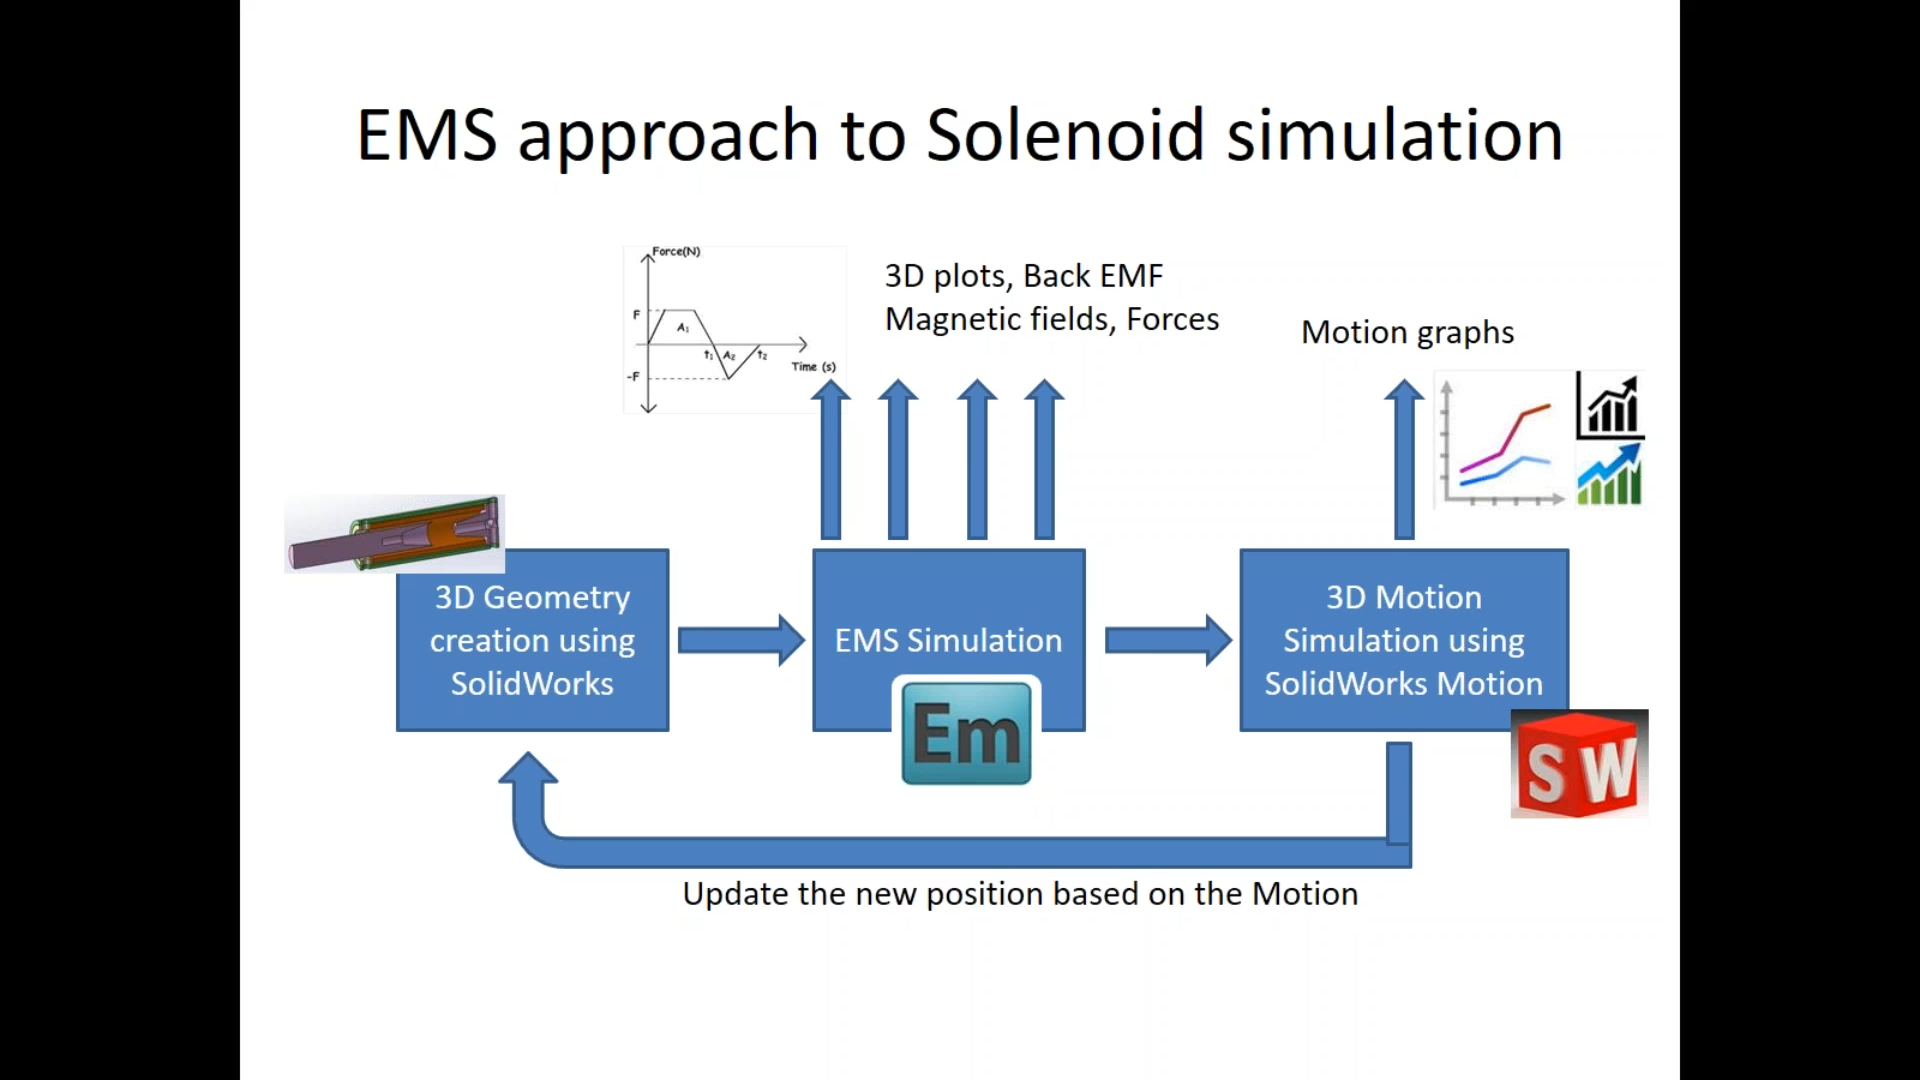 EMS approach to Solenoid simulation
Force(N)
F
A₁
t₁
A₂
t₂
Time (s)
-F
3D plots, Back EMF
Magnetic fields, Forces
Motion graphs
3D Geometry
creation using
SolidWorks
EMS Simulation
Em
3D Motion
Simulation using
SolidWorks Motion
S W
Update the new position based on the Motion